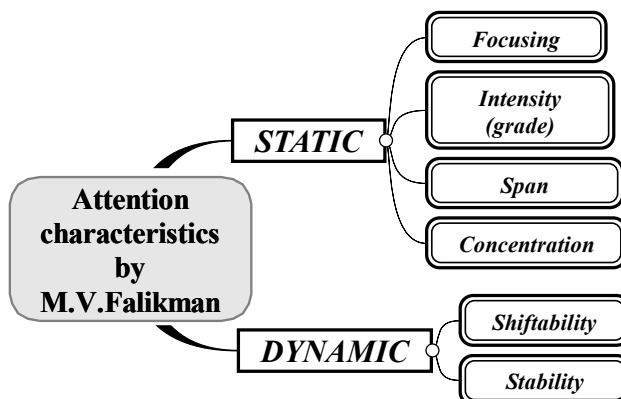 Attention
characteristics
by
M.V.Falikman
STATIC
Focusing
Intensity
(grade)
Span
Concentration
DYNAMIC
Shiftability
Stability